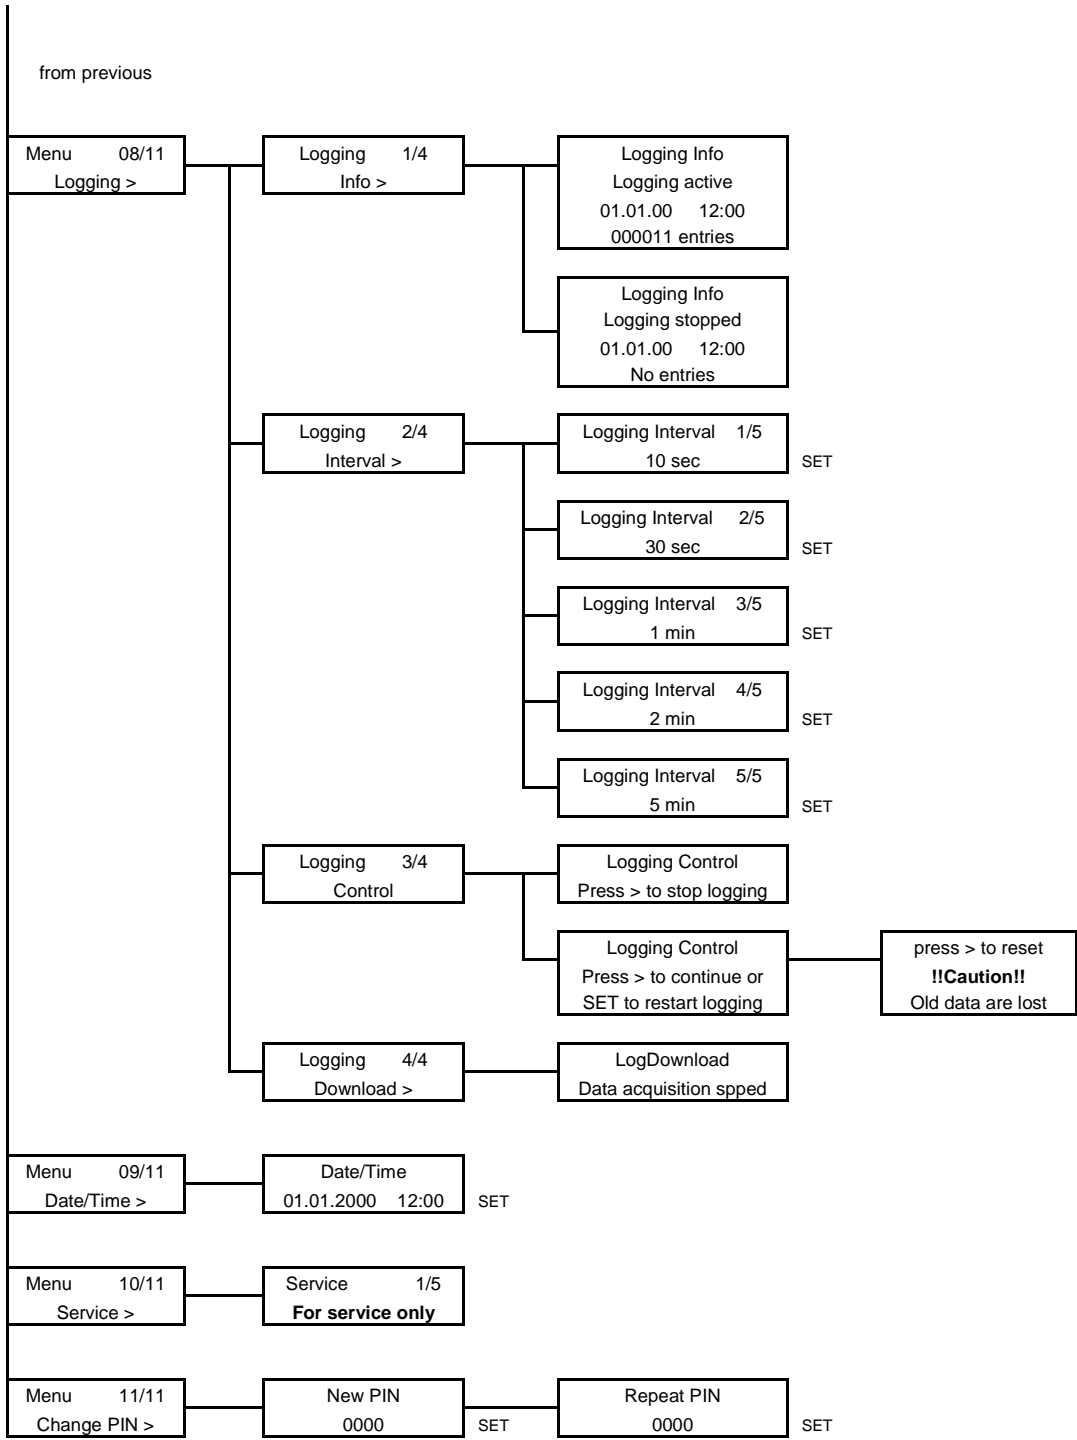 from previous
Menu 08/11
Logging >
Logging 1/4
Info >
Logging Info
Logging active
01.01.00 12:00
000011 entries
Logging Info
Logging stopped
01.01.00 12:00
No entries
Logging 2/4
Interval >
Logging Interval 1/5
10 sec
SET
Logging Interval 2/5
30 sec
SET
Logging Interval 3/5
1 min
SET
Logging Interval 4/5
2 min
SET
Logging Interval 5/5
5 min
SET
Logging 3/4
Control
Logging Control
Press > to stop logging
Logging Control
Press > to continue or
SET to restart logging
press > to reset
!!Caution!!
Old data are lost
Logging 4/4
Download >
LogDownload
Data acquisition spped
Menu 09/11
Date/Time >
Date/Time
01.01.2000 12:00
SET
Menu 10/11
Service >
Service 1/5
For service only
Menu 11/11
Change PIN >
New PIN
0000
SET
Repeat PIN
0000
SET